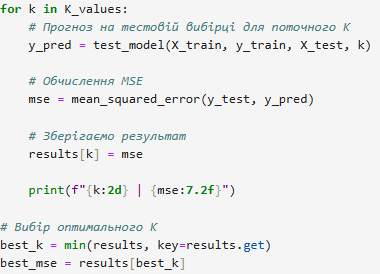 for k in K_values:
# Прогноз на тестовій вибірці для поточного K
y_pred = test_model(X_train, y_train, X_test, k)
# Обчислення MSE
mse = mean_squared_error(y_test, y_pred)
# Зберігаємо результат
results[k] = mse
print(f"{k:2d} | {mse:7.2f}")
# Вибір оптимального K
best_k = min(results, key=results.get)
best_mse = results[best_k]